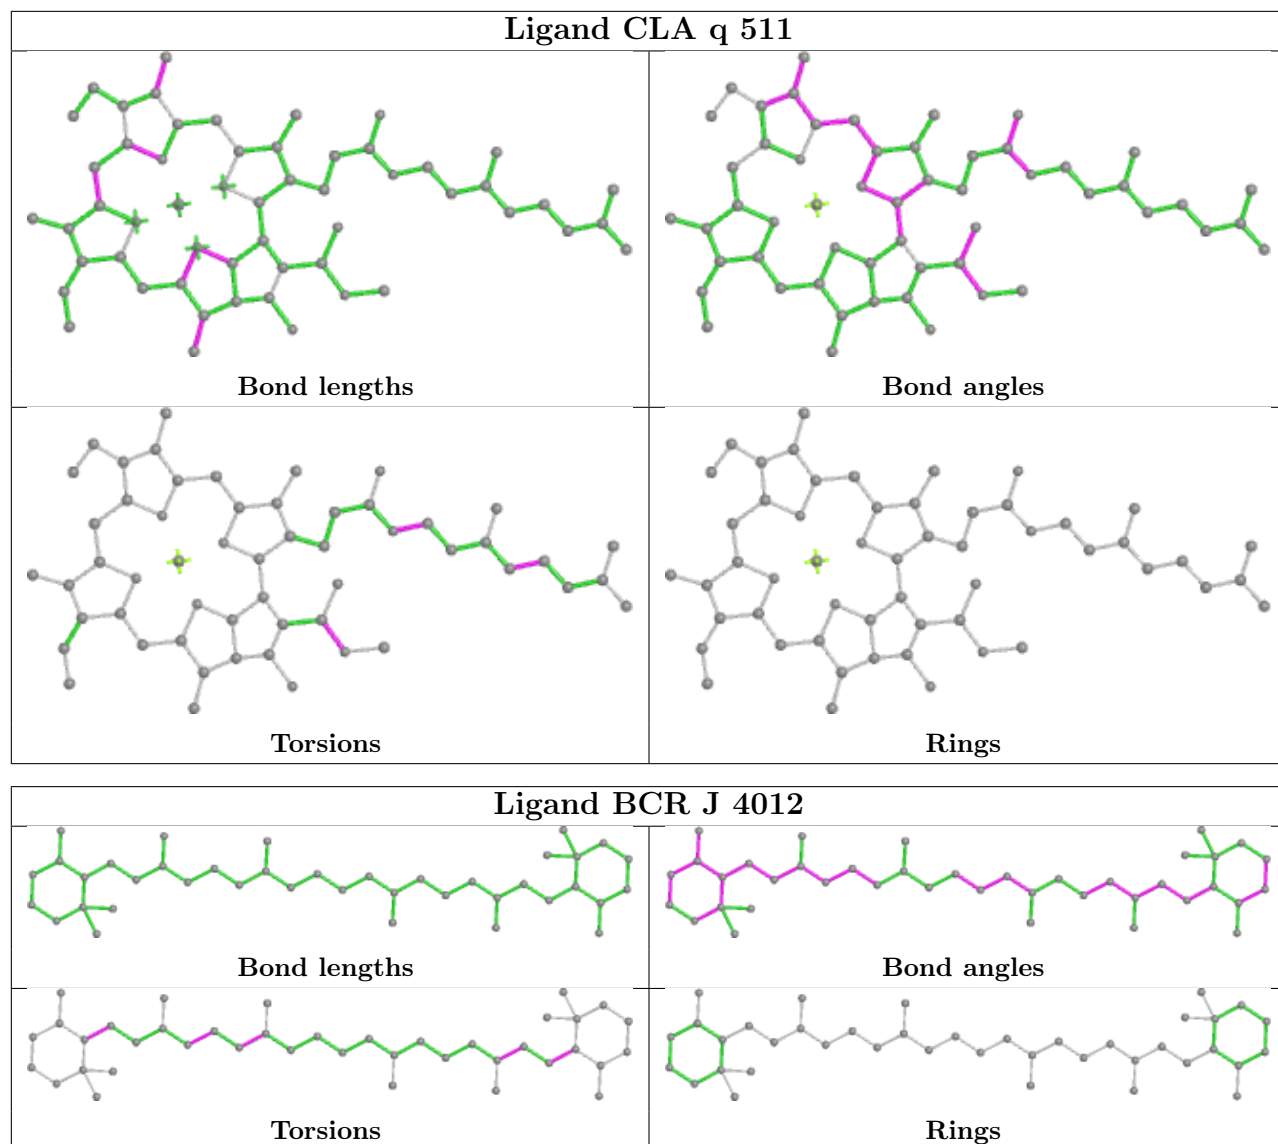 Ligand CLA q 511
Bond lengths
Bond angles
Torsions
Rings
Ligand BCR J 4012
Bond lengths
Bond angles
Torsions
Rings